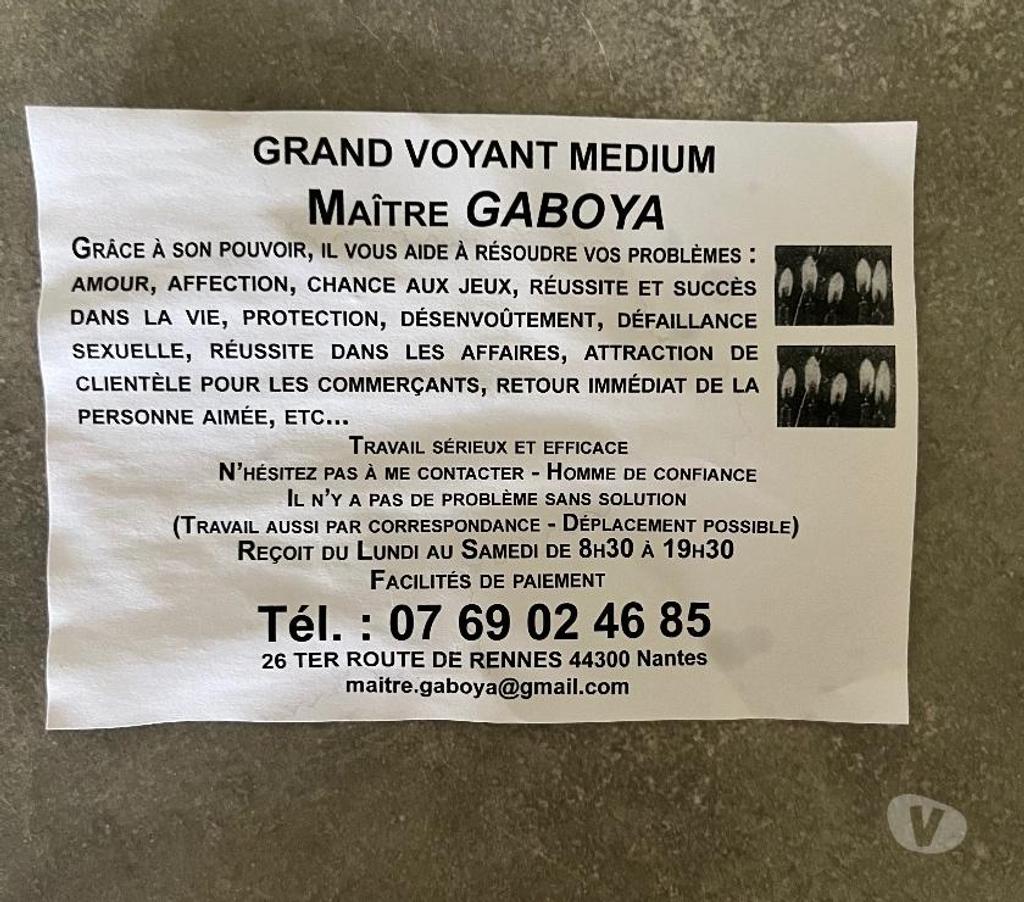 GRAND VOYANT MEDIUM
MAÎTRE GABOYA
GRÂCE À SON POUVOIR, IL VOUS AIDE À RÉSOUDRE VOS PROBLÈMES :
AMOUR, AFFECTION, CHANCE AUX JEUX, RÉUSSITE ET SUCCÈS
DANS LA VIE, PROTECTION, DÉSENVOÛTEMENT, DÉFAILLANCE
SEXUELLE, RÉUSSITE DANS LES AFFAIRES, ATTRACTION DE
CLIENTÈLE POUR LES COMMERÇANTS, RETOUR IMMÉDIAT DE LA
PERSONNE AIMÉE, ETC...
TRAVAIL SÉRIEUX ET EFFICACE
N'HÉSITEZ PAS À ME CONTACTER - HOMME DE CONFIANCE
IL N'Y A PAS DE PROBLÈME SANS SOLUTION
(TRAVAIL AUSSI PAR CORRESPONDANCE - DÉPLACEMENT POSSIBLE)
REÇOIT DU LUNDI AU SAMEDI DE 8H30 À 19H30
FACILITÉS DE PAIEMENT
Tél. : 07 69 02 46 85
26 TER ROUTE DE RENNES 44300 Nantes
maitre.gaboya@gmail.com
V